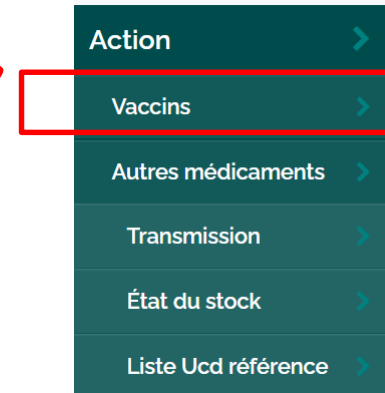 Action
Vaccins
Autres médicaments
Transmission
État du stock
Liste Ucd référence